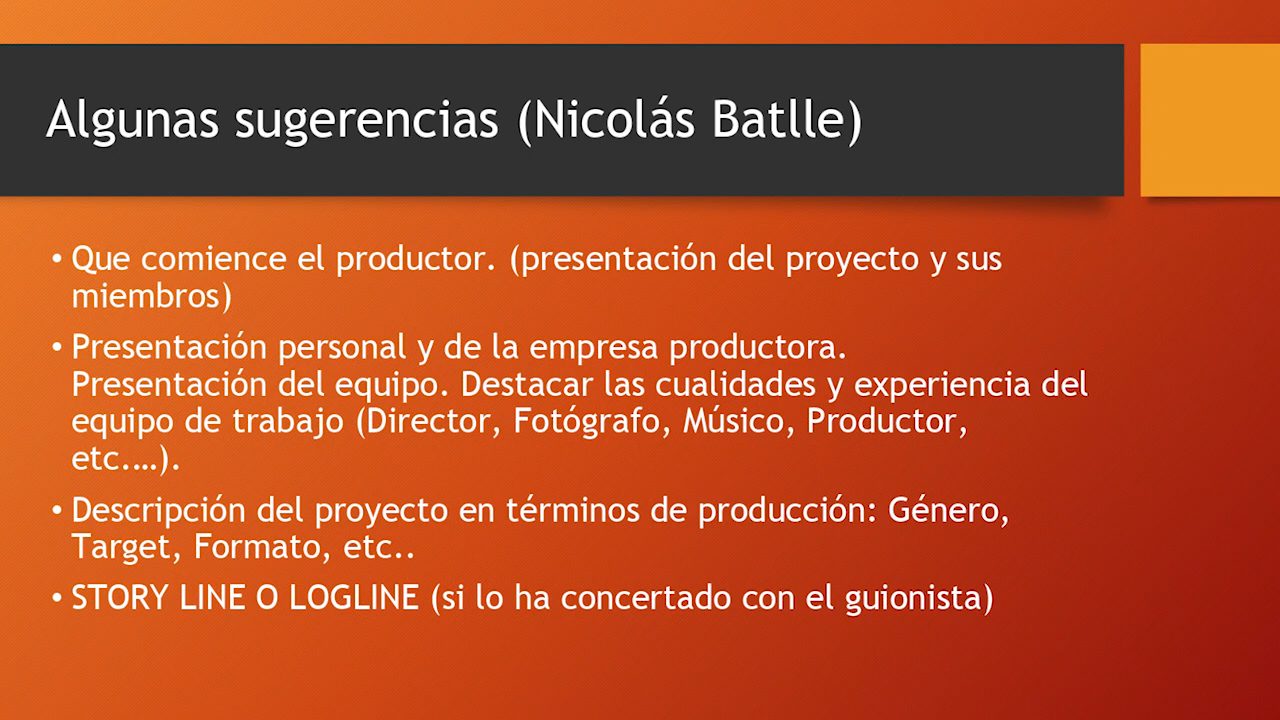 Algunas sugerencias (Nicolás Batlle)
• Que comience el productor. (presentación del proyecto y sus
miembros)
• Presentación personal y de la empresa productora.
Presentación del equipo. Destacar las cualidades y experiencia del
equipo de trabajo (Director, Fotógrafo, Músico, Productor,
etc.…).
• Descripción del proyecto en términos de producción: Género,
Target, Formato, etc..
• STORY LINE O LOGLINE (si lo ha concertado con el guionista)